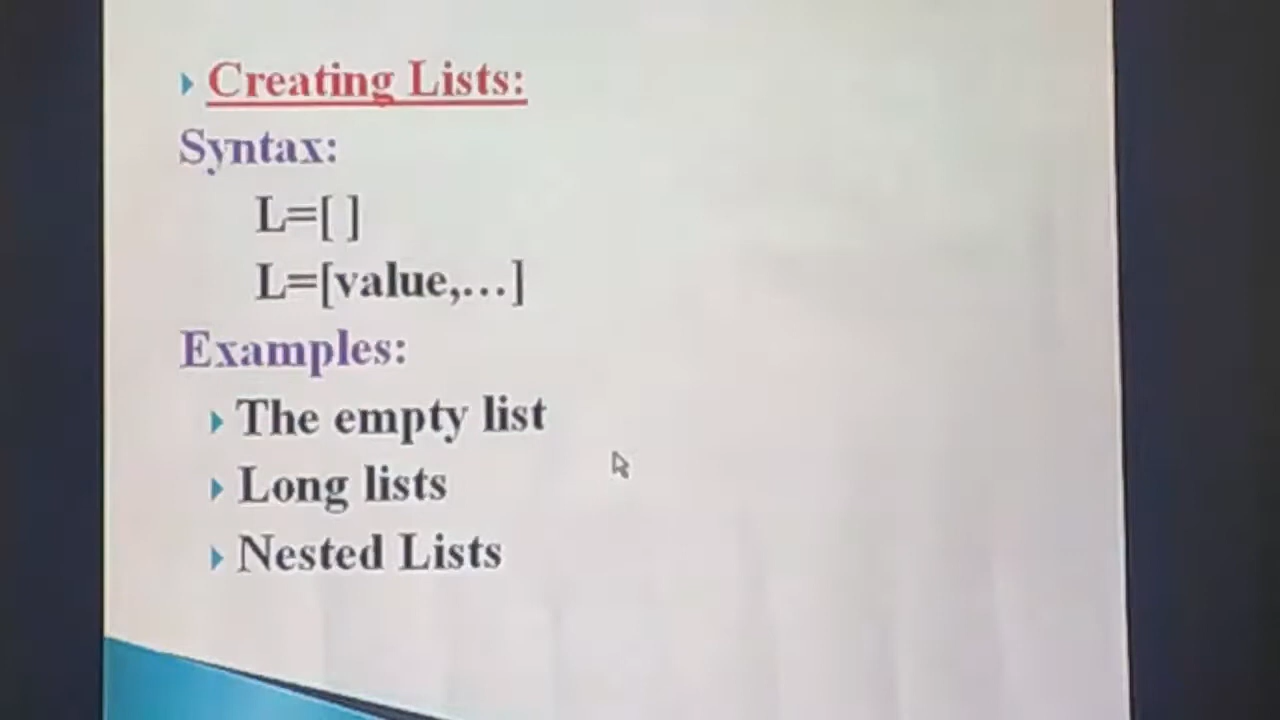 Creating Lists:
Syntax:
L=[ ]
L=[value,...]
Examples:
The empty list
Long lists
Nested Lists